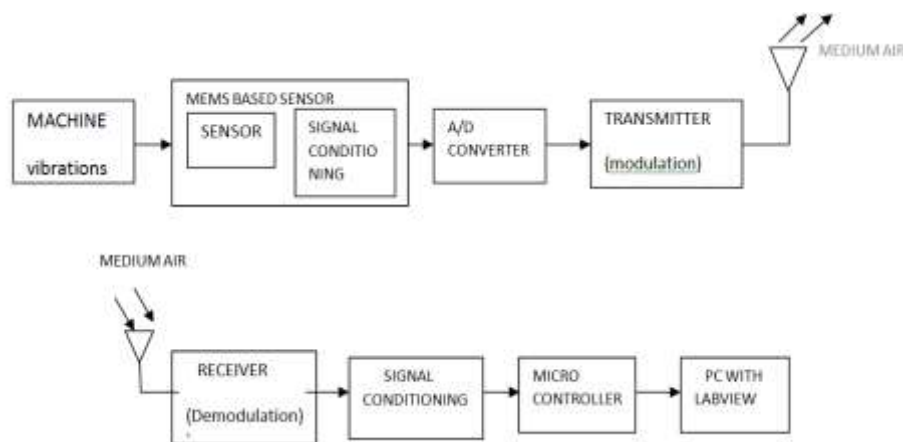 MEDIUM AIR
MEMS BASED SENSOR
MACHINE
vibrations
SENSOR
SIGNAL
CONDITIO
NING
A/D
CONVERTER
TRANSMITTER
(modulation)
MEDIUM AIR
RECEIVER
(Demodulation)
SIGNAL
CONDITIONING
MICRO
CONTROLLER
PC WITH
LABVIEW